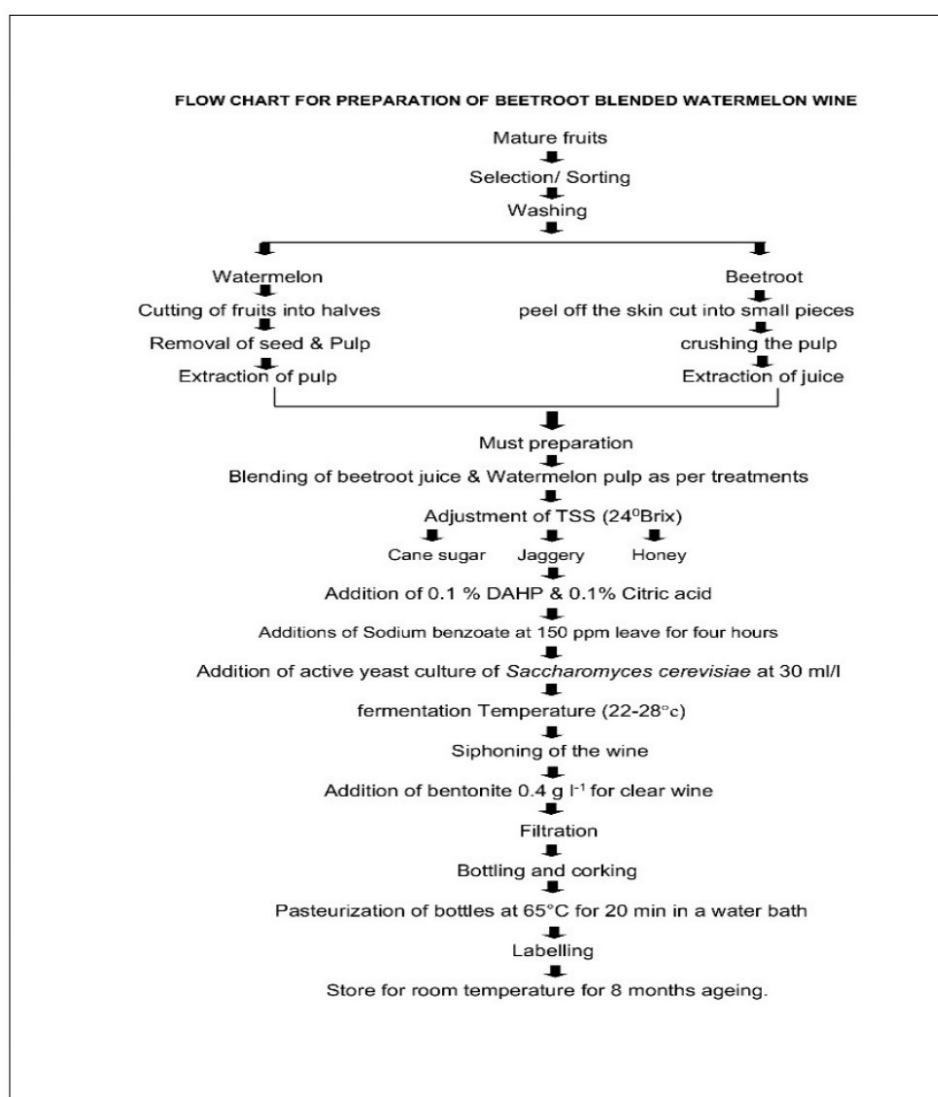 FLOW CHART FOR PREPARATION OF BEETROOT BLENDED WATERMELON WINE
Mature fruits
Selection/ Sorting
Washing
Watermelon
Cutting of fruits into halves
Removal of seed & Pulp
Extraction of pulp
Beetroot
peel off the skin cut into small pieces
crushing the pulp
Extraction of juice
Must preparation
Blending of beetroot juice & Watermelon pulp as per treatments
Adjustment of TSS (24⁰Brix)
Cane sugar Jaggery Honey
Addition of 0.1 % DAHP & 0.1% Citric acid
Additions of Sodium benzoate at 150 ppm leave for four hours
Addition of active yeast culture of Saccharomyces cerevisiae at 30 ml/l
fermentation Temperature (22-28°c)
Siphoning of the wine
Addition of bentonite 0.4 g l⁻¹ for clear wine
Filtration
Bottling and corking
Pasteurization of bottles at 65°C for 20 min in a water bath
Labelling
Store for room temperature for 8 months ageing.